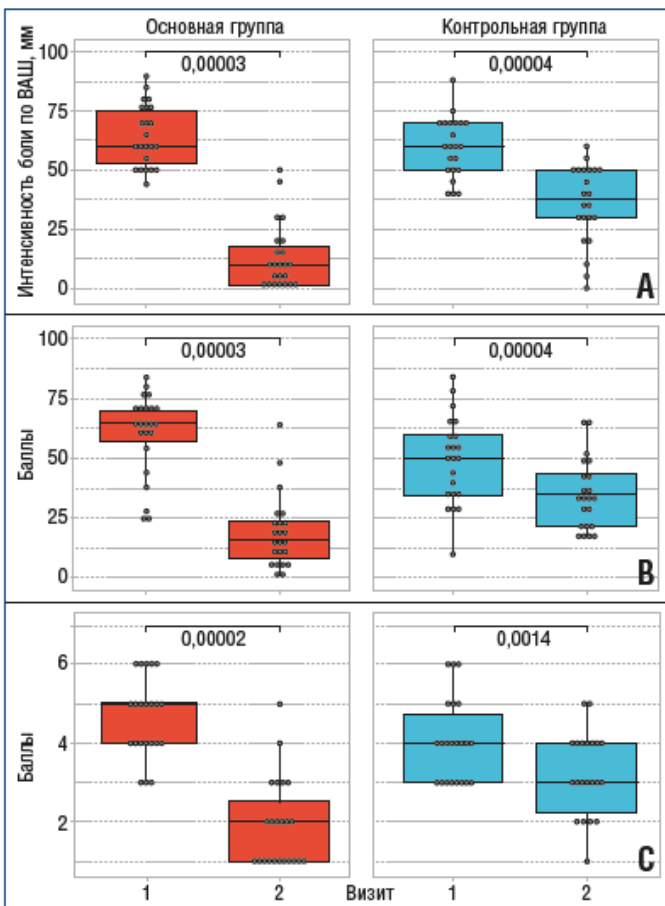 Основная группа
Контрольная группа
Интенсивность боли по ВАШ, мм
100
75
50
25
0
0,00003
0,00004
A
Баллы
100
75
50
25
0
0,00003
0,00004
B
Баллы
6
4
2
0,00002
0,0014
C
1 2 Визит 1 2